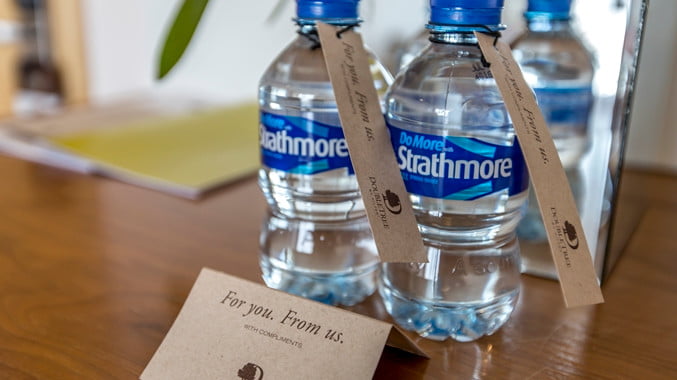 For you. From us.
DOUBLETREE
For you. From us.
DOUBLETREE
Do More
Strathmore
Do More
Strathmore
For you. From us.
WITH COMPLIMENTS